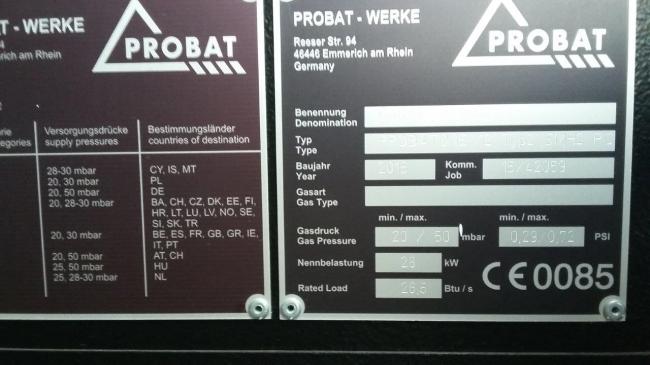 T - WERKE
94
erich am Rhein
PROBAT
rie
tegories
Versorgungsdrücke
supply pressures
Bestimmungsländer
countries of destination
28-30 mbar CY, IS, MT
20, 30 mbar PL
20, 50 mbar DE
20, 28-30 mbar BA, CH, CZ, DK, EE, FI,
HR, LT, LU, LV, NO, SE,
SI, SK, TR
20, 30 mbar BE, ES, FR, GB, GR, IE,
IT, PT
20, 50 mbar AT, CH
25, 50 mbar HU
25, 28-30 mbar NL
PROBAT - WERKE
Reeser Str. 94
46446 Emmerich am Rhein
Germany
PROBAT
Benennung
Denomination
Typ
Type
Baujahr
Year
2015
Komm.
Job
Gasart
Gas Type
min. / max. min. / max.
Gasdruck
Gas Pressure
20 / 50 mbar 0,29/0,72 PSI
Nennbelastung 28 kW
Rated Load 26,5 Btu / s
CE0085